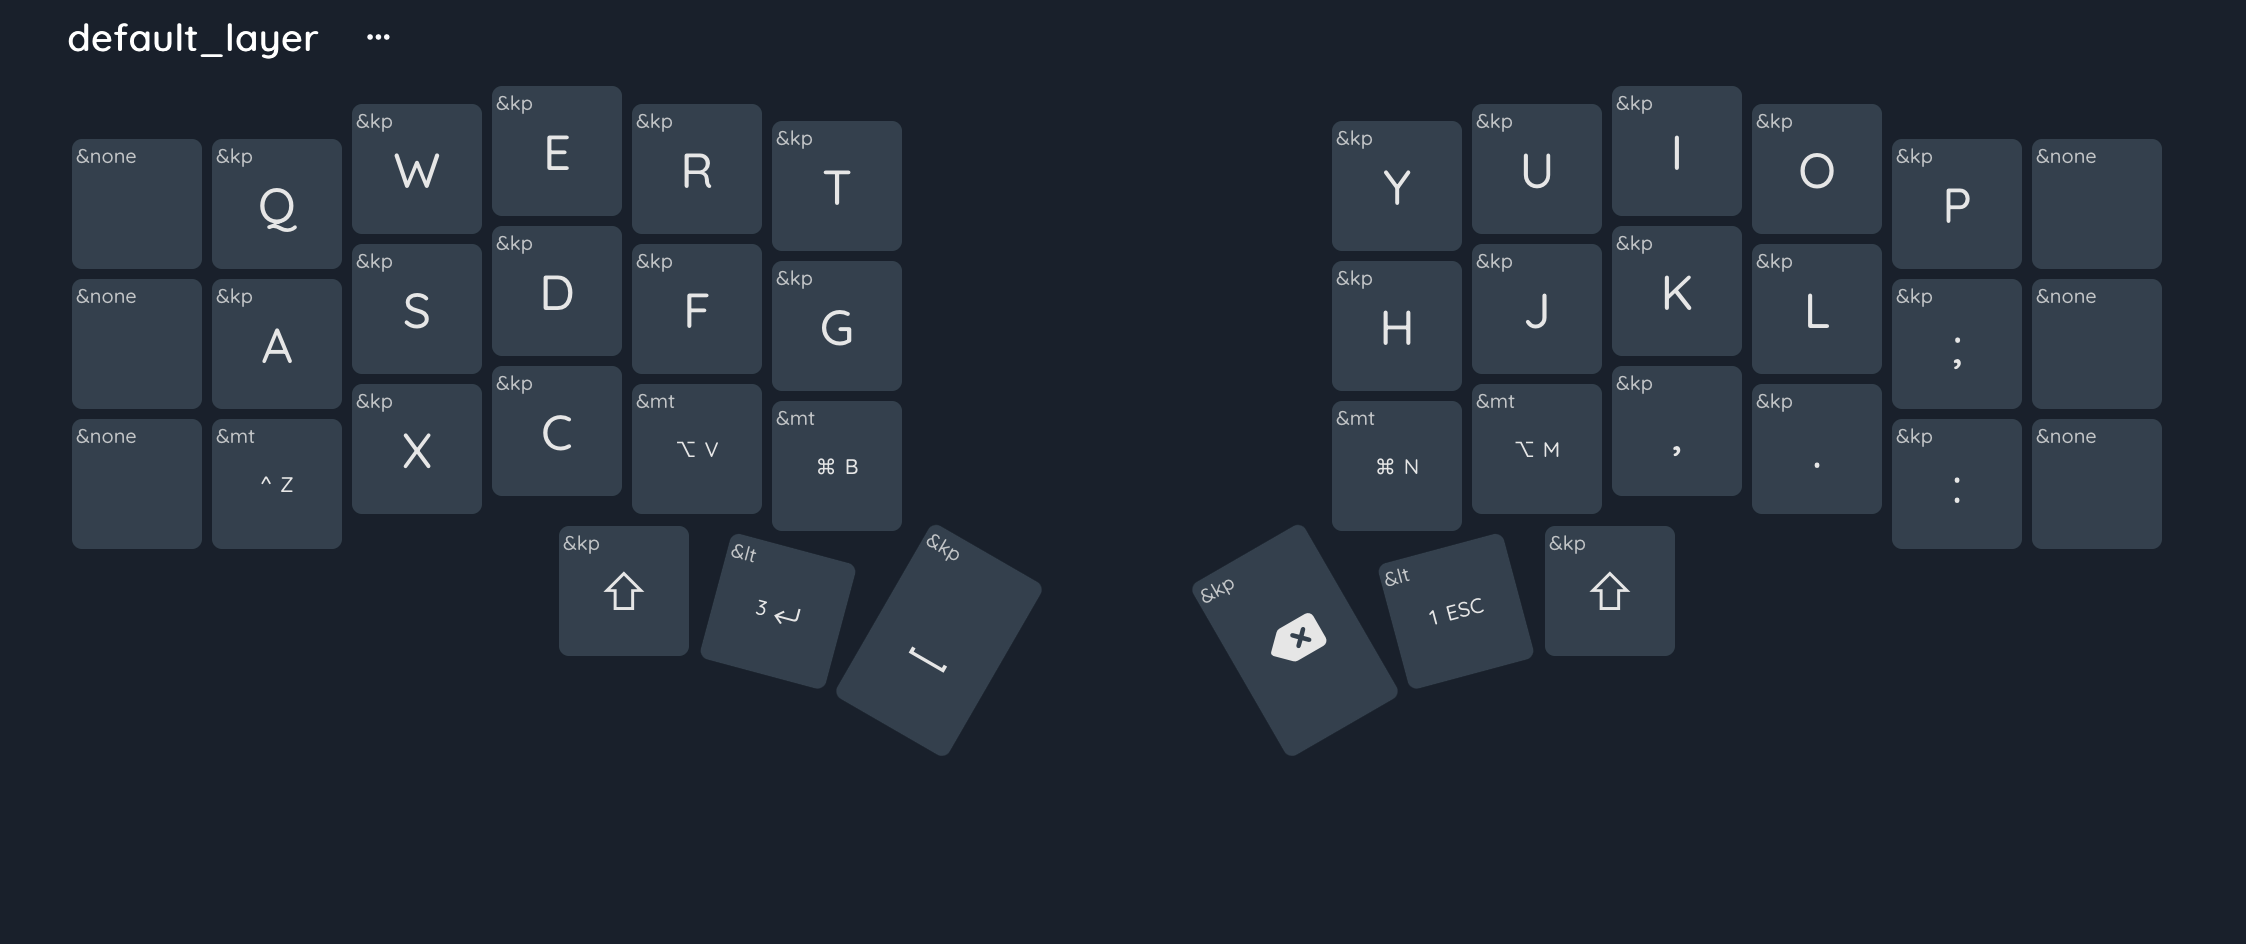 default_layer ...
&none &kp Q &kp W &kp E &kp R &kp T &kp Y &kp U &kp I &kp O &kp P &none
&none &kp A &kp S &kp D &kp F &kp G &kp H &kp J &kp K &kp L &kp ; &none
&none &mt ^ Z &kp X &kp C &mt ⌥ V &mt ⌘ B &mt ⌘ N &mt ⌥ M &kp , &kp . &kp : &none
&kp ⇧ &lt 3 ↵ &kp ⎵ &kp ⌫ &lt 1 ESC &kp ⇧